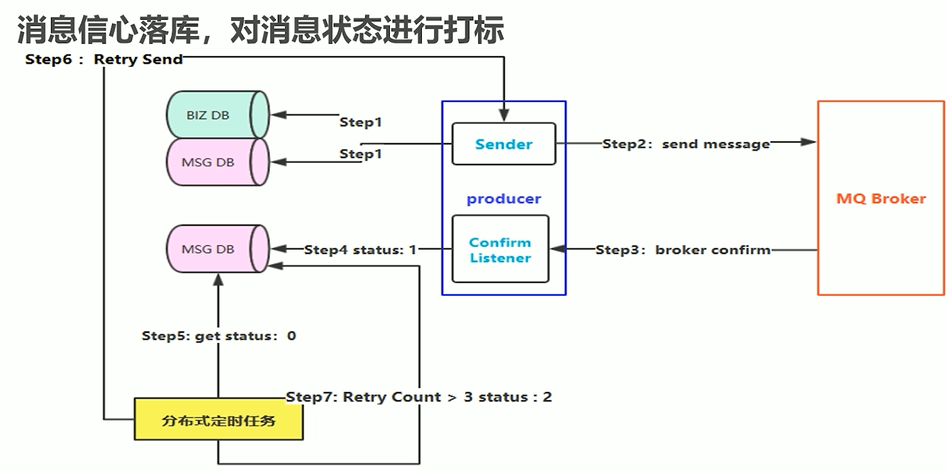 消息信心落库，对消息状态进行打标
Step6 ：Retry Send
BIZ DB
Step1
MSG DB
Step1
Sender
Step2：send message
producer
MQ Broker
MSG DB
Step4 status: 1
Confirm
Listener
Step3：broker confirm
Step5: get status：0
Step7: Retry Count > 3 status : 2
分布式定时任务